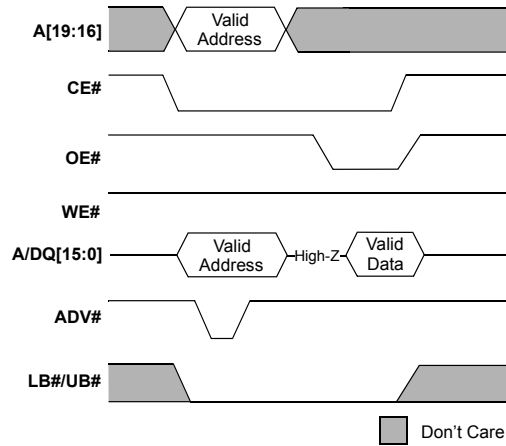 A[19:16]
Valid
Address
CE#
OE#
WE#
A/DQ[15:0]
Valid
Address
High-Z
Valid
Data
ADV#
LB#/UB#
Don't Care